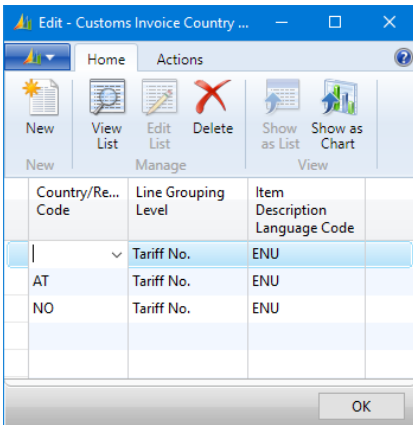 Edit - Customs Invoice Country ...
Home Actions
New View List Edit List Delete Show as List Show as Chart
New Manage View
Country/Re... Code Line Grouping Level Item Description Language Code
Tariff No. ENU
AT Tariff No. ENU
NO Tariff No. ENU
OK